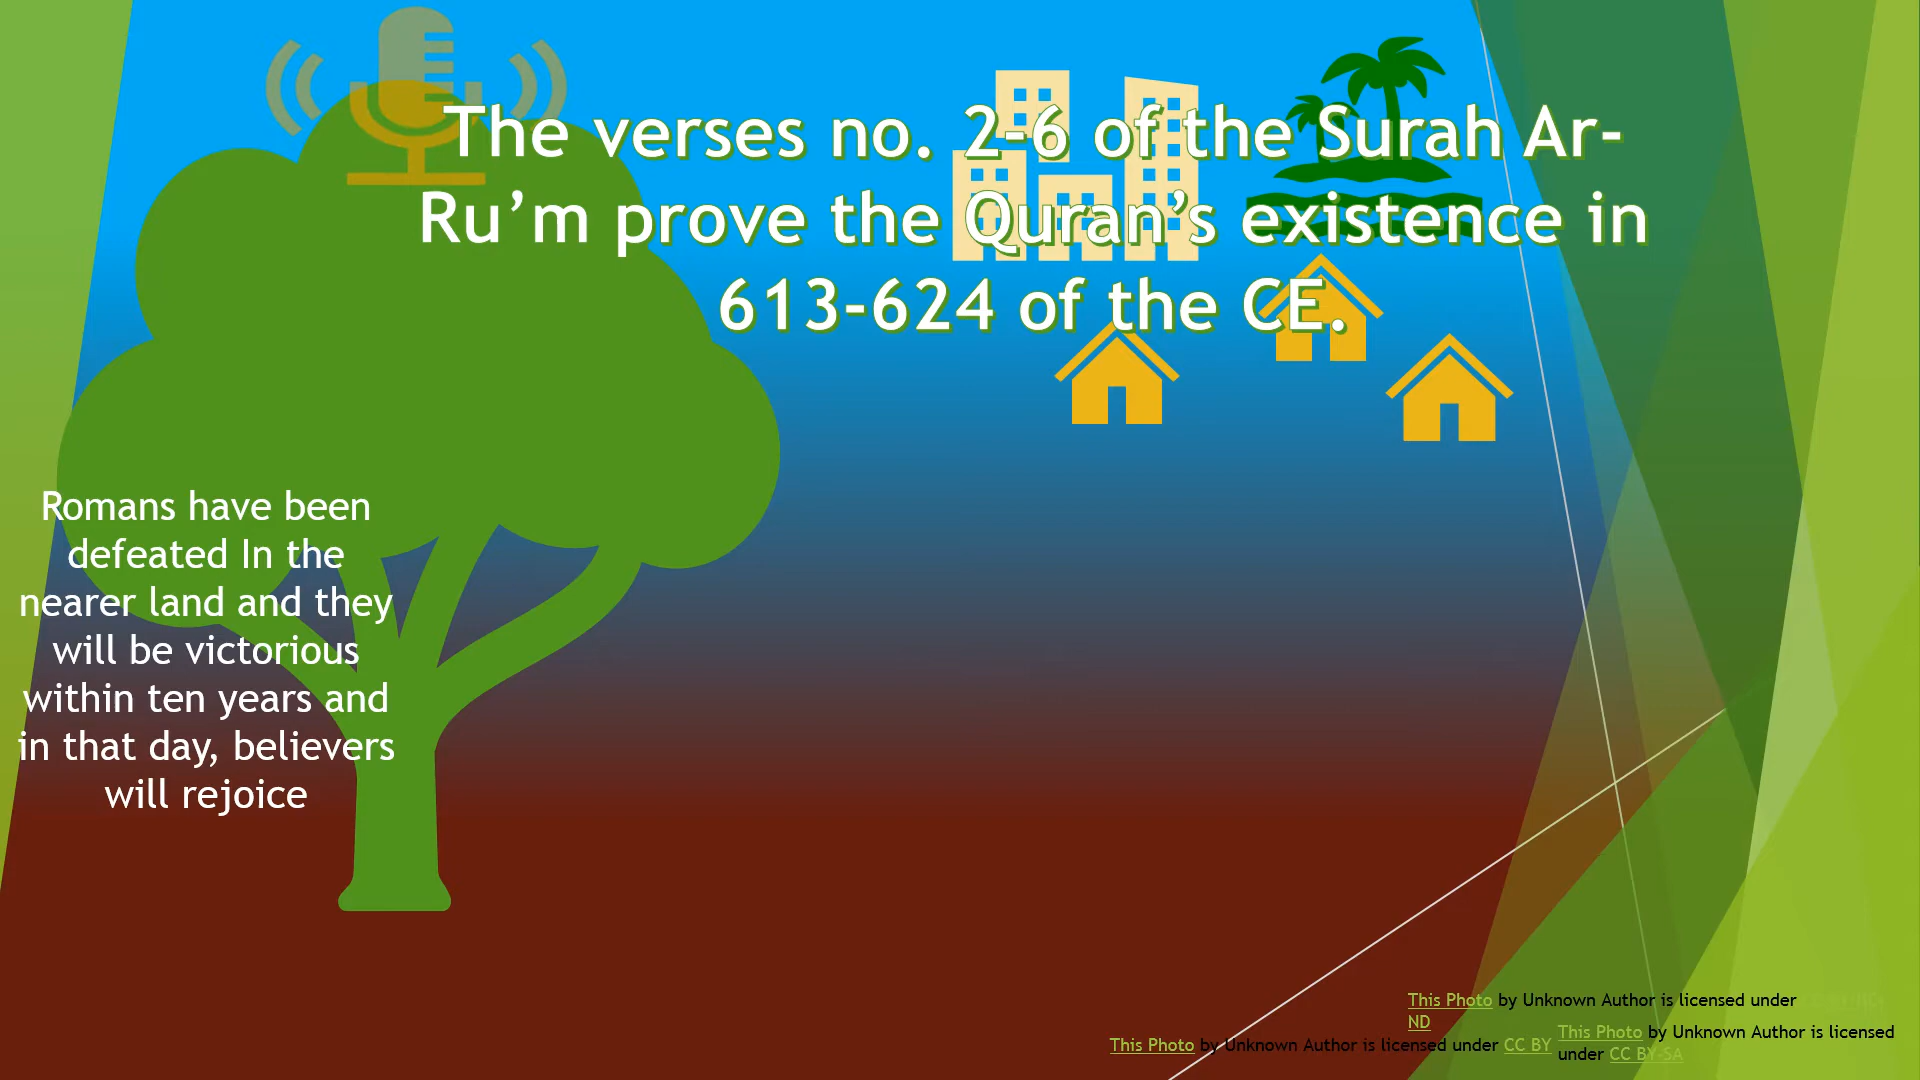 The verses no. 2-6 of the Surah Ar-
Ru’m prove the Quran’s existence in
613-624 of the CE.
Romans have been
defeated In the
nearer land and they
will be victorious
within ten years and
in that day, believers
will rejoice
This Photo by Unknown Author is licensed under
ND
This Photo by Unknown Author is licensed under CC BY
This Photo by Unknown Author is licensed
under CC BY-SA